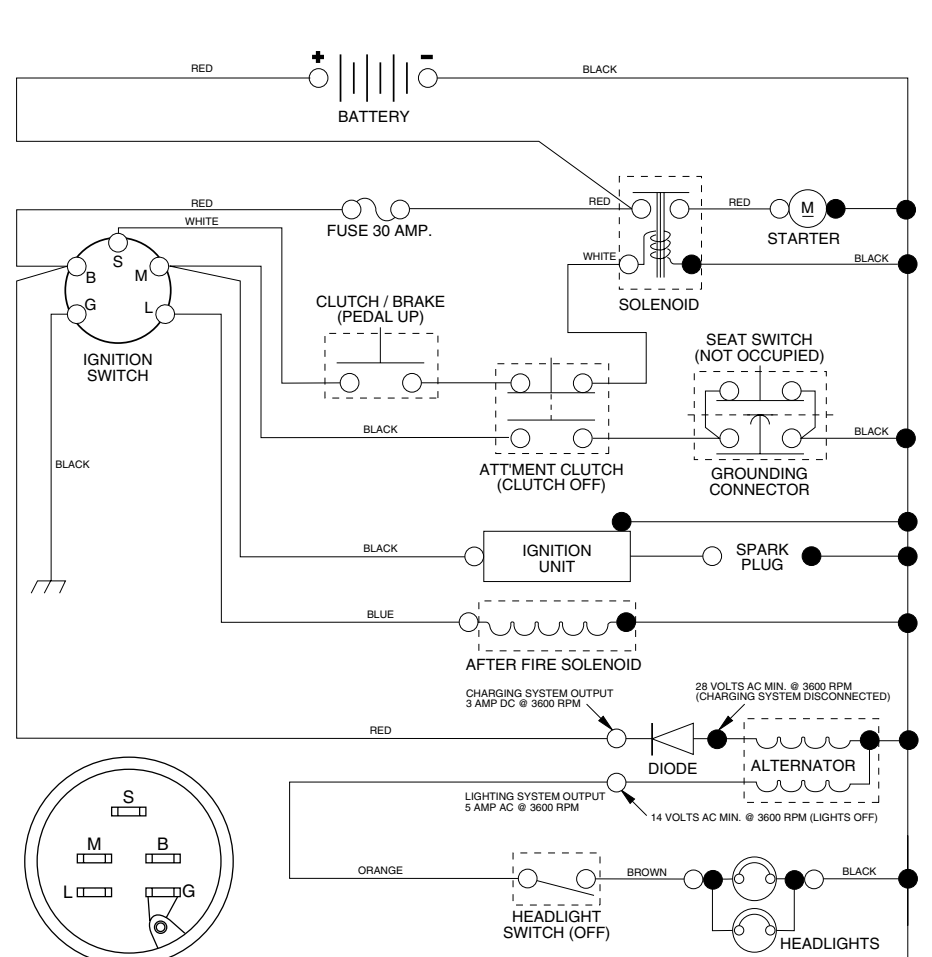 RED
+
-
BLACK
BATTERY
RED
WHITE
FUSE 30 AMP.
RED
RED
M
STARTER
WHITE
BLACK
SOLENOID
S
B
M
G
L
IGNITION
SWITCH
CLUTCH / BRAKE
(PEDAL UP)
SEAT SWITCH
(NOT OCCUPIED)
BLACK
BLACK
BLACK
ATT'MENT CLUTCH
(CLUTCH OFF)
GROUNDING
CONNECTOR
BLACK
IGNITION
UNIT
SPARK
PLUG
BLUE
AFTER FIRE SOLENOID
CHARGING SYSTEM OUTPUT
3 AMP DC @ 3600 RPM
28 VOLTS AC MIN. @ 3600 RPM
(CHARGING SYSTEM DISCONNECTED)
RED
DIODE
ALTERNATOR
LIGHTING SYSTEM OUTPUT
5 AMP AC @ 3600 RPM
14 VOLTS AC MIN. @ 3600 RPM (LIGHTS OFF)
S
M
B
L
G
ORANGE
BROWN
BLACK
HEADLIGHT
SWITCH (OFF)
HEADLIGHTS